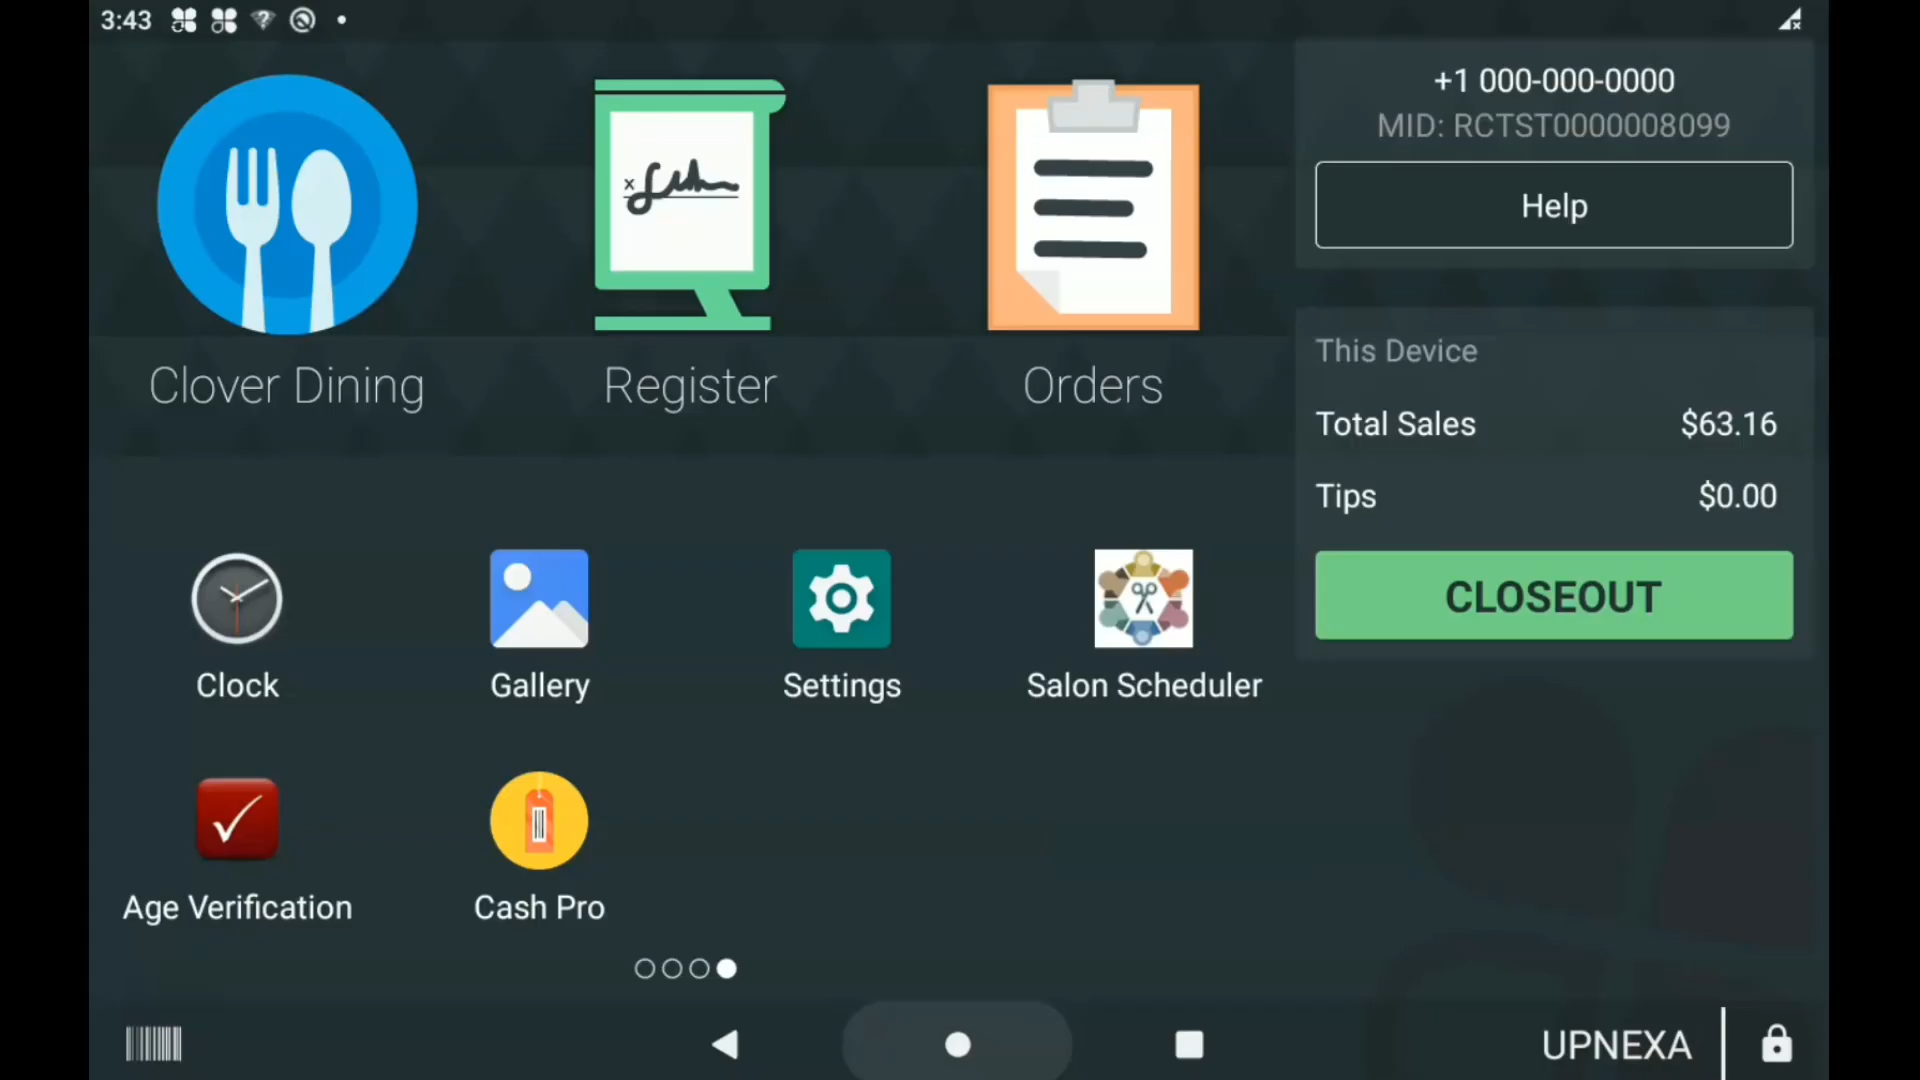 3:43
+1 000-000-0000
MID: RCTST0000008099
Help
Clover Dining
Register
Orders
This Device
Total Sales $63.16
Tips $0.00
CLOSEOUT
Clock
Gallery
Settings
Salon Scheduler
Age Verification
Cash Pro
UPNEXA